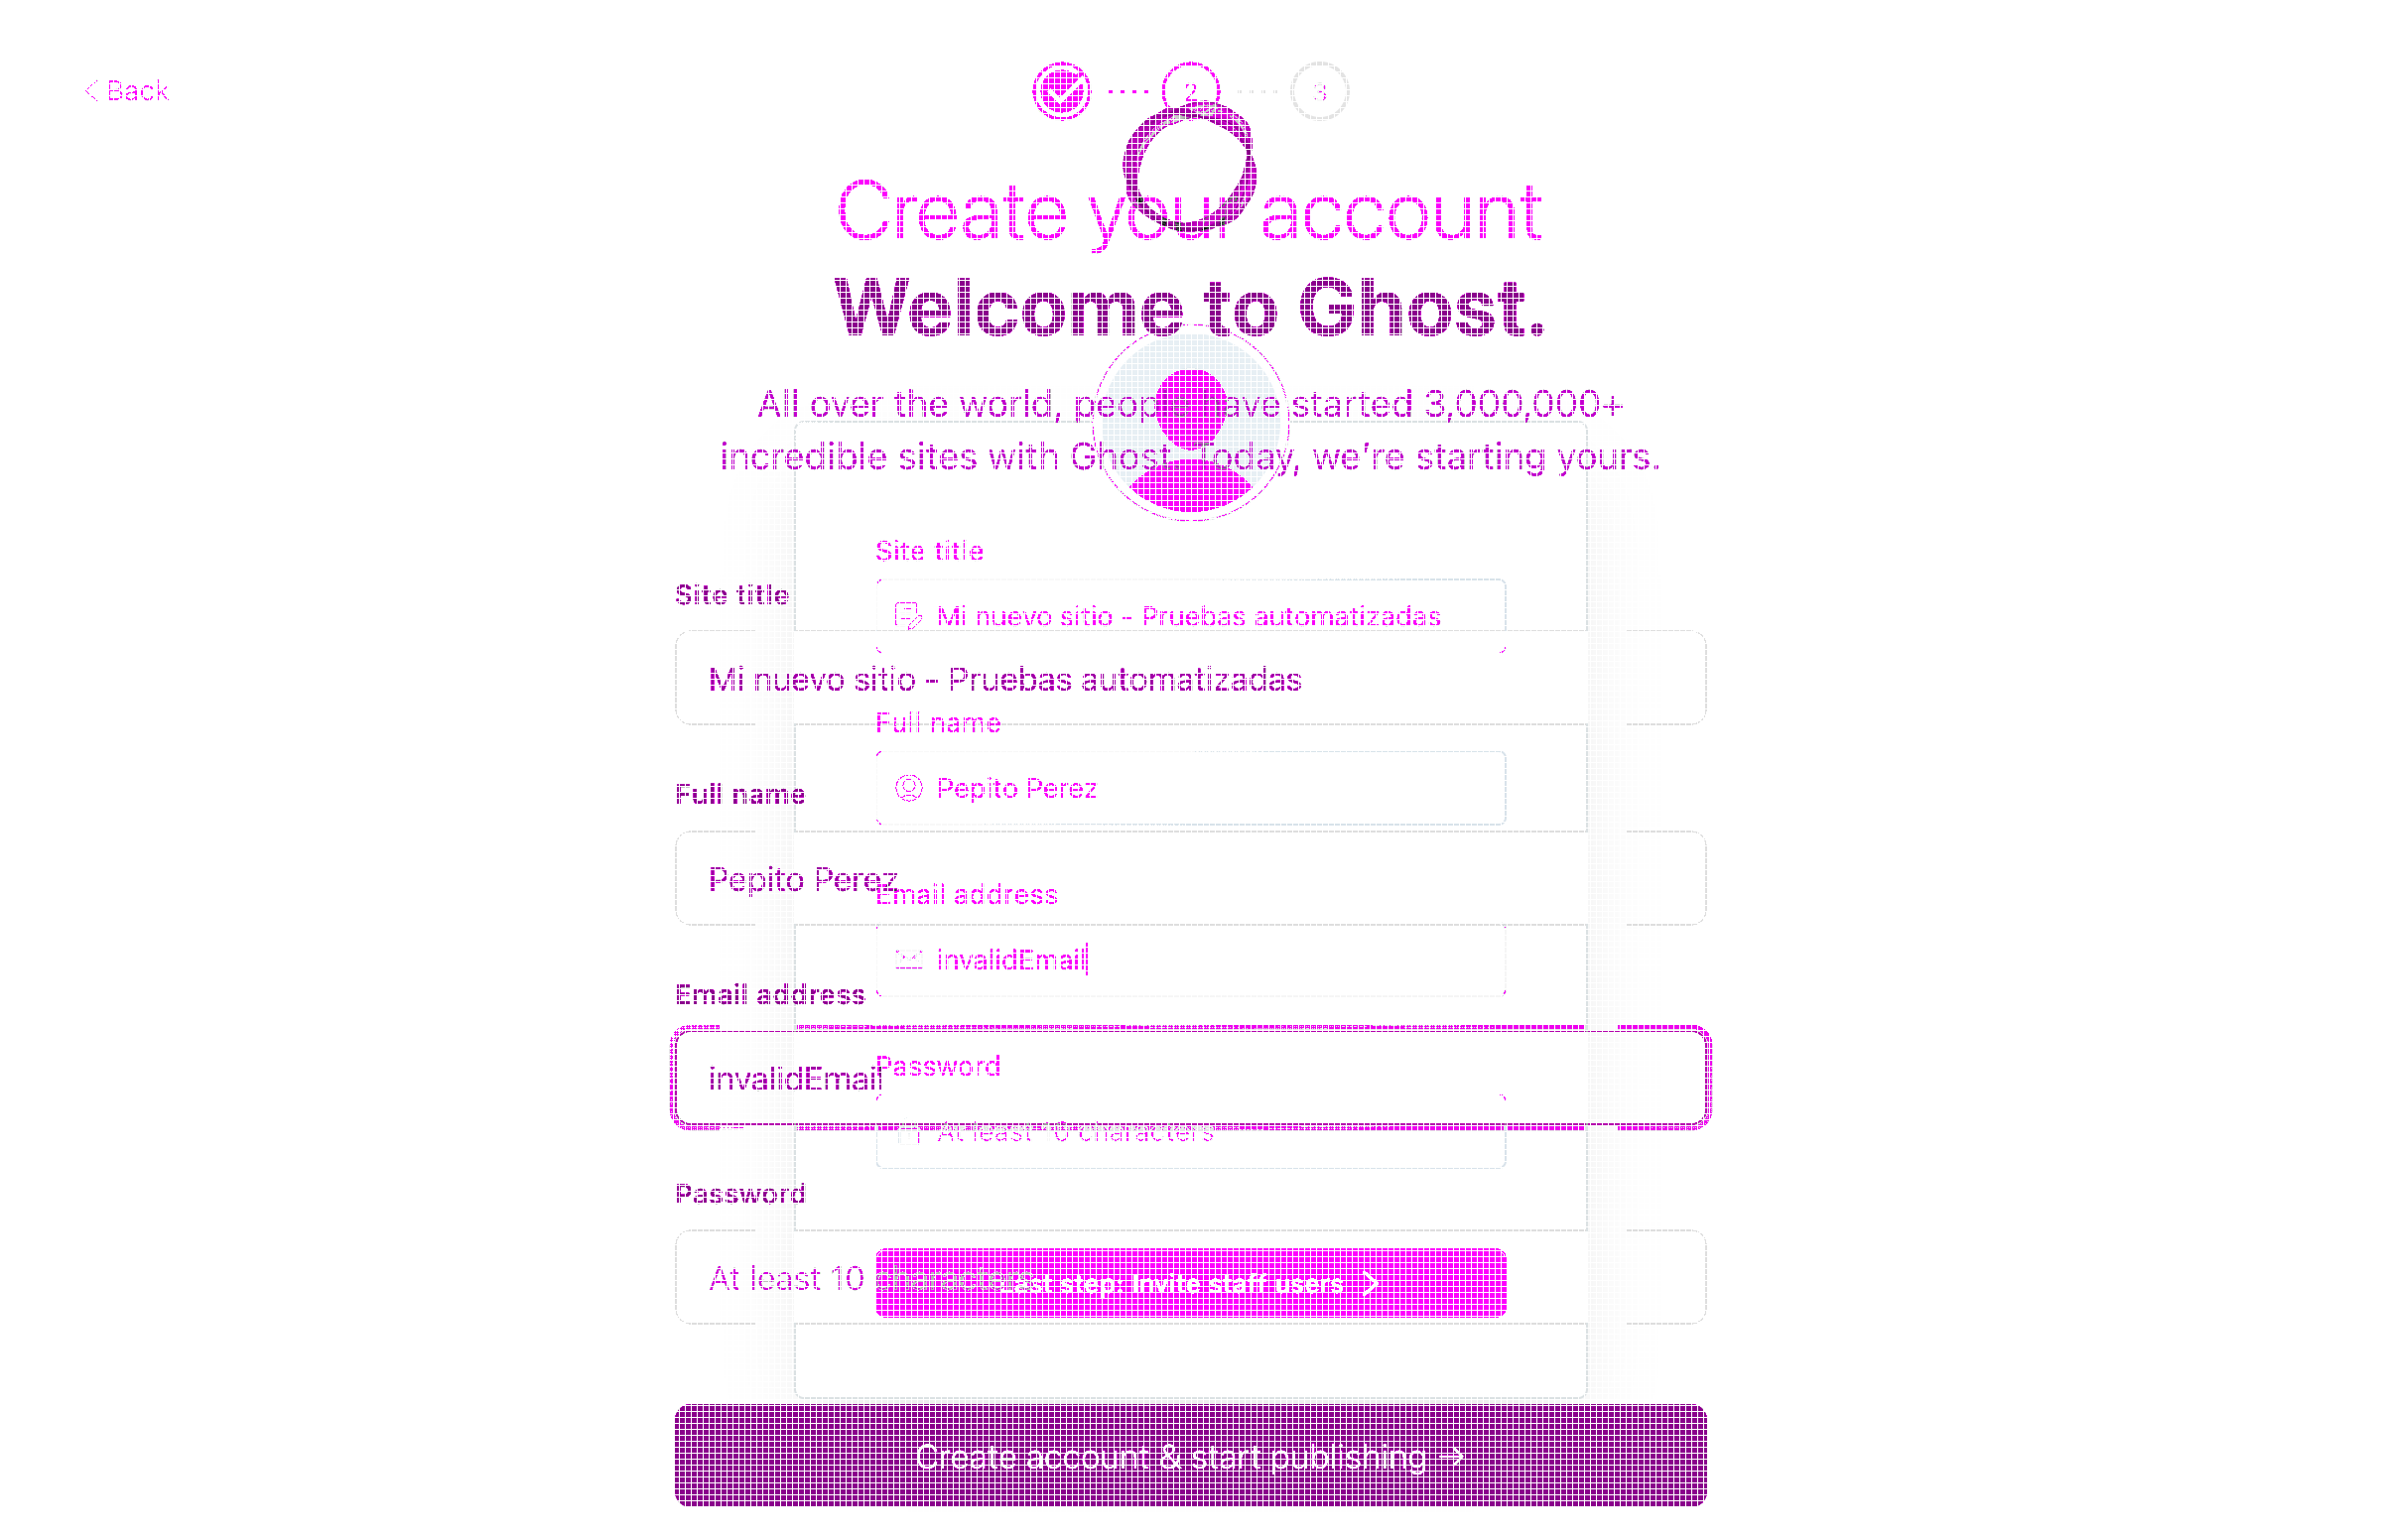 Back
2
3
Create your account
Welcome to Ghost.
All over the world, people have started 3,000,000+
incredible sites with Ghost. Today, we're starting yours.
Site title
Site title
Mi nuevo sitio - Pruebas automatizadas
Mi nuevo sitio - Pruebas automatizadas
Full name
Pepito Perez
Full name
Pepito Perez
Email address
invalidEmail
Email address
Password
invalidEmail
At least 10 characters
Password
At least 10 characters
Last step: Invite staff users
Create account & start publishing →